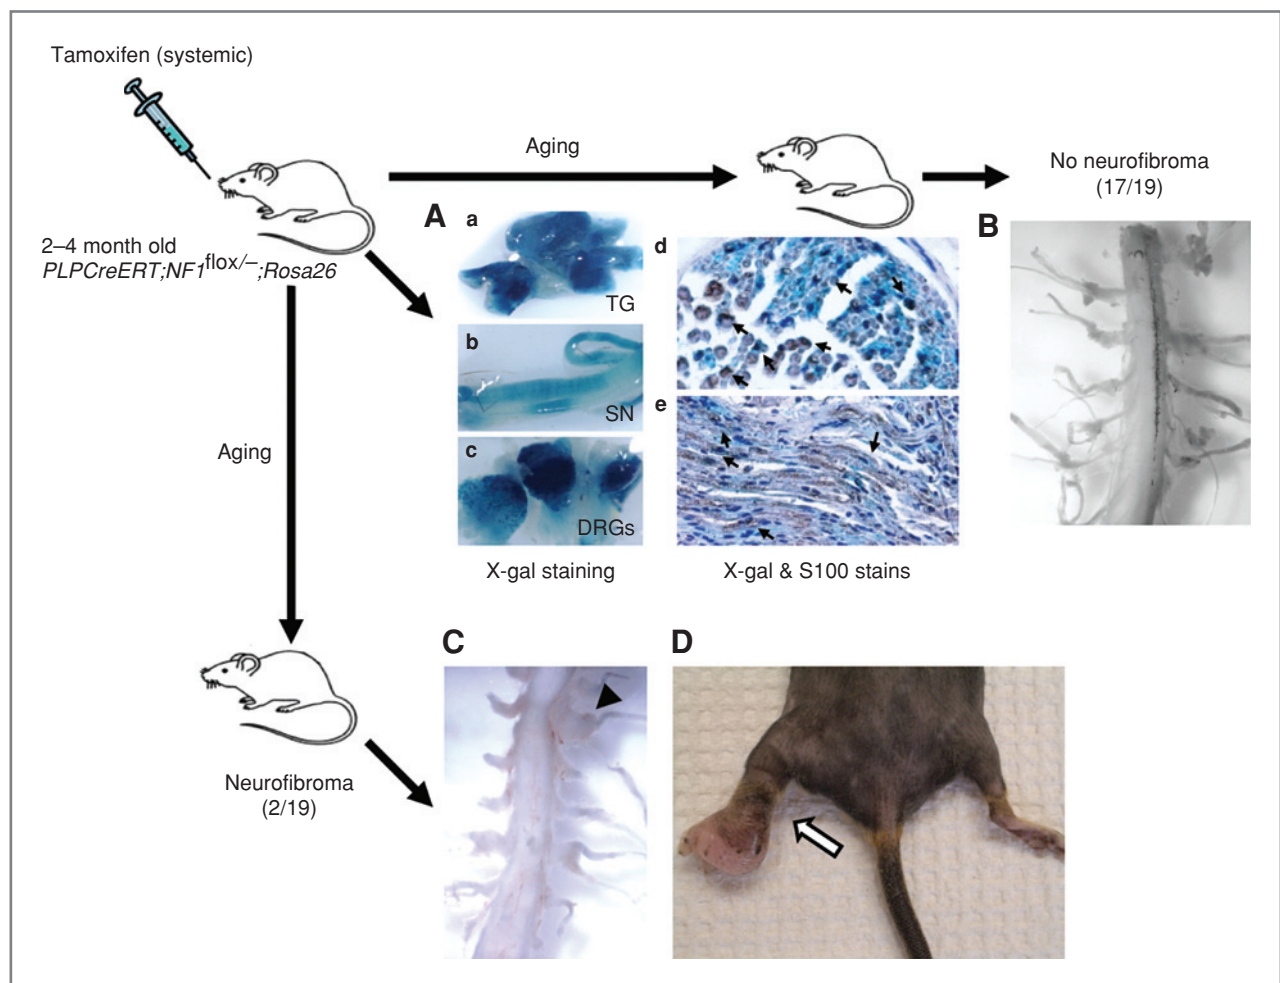 Tamoxifen (systemic)
2–4 month old
PLPCreERT;NF1flox/–;Rosa26
Aging
No neurofibroma
(17/19)
A
a
TG
b
SN
c
DRGs
X-gal staining
d
e
X-gal & S100 stains
B
Aging
Neurofibroma
(2/19)
C
D